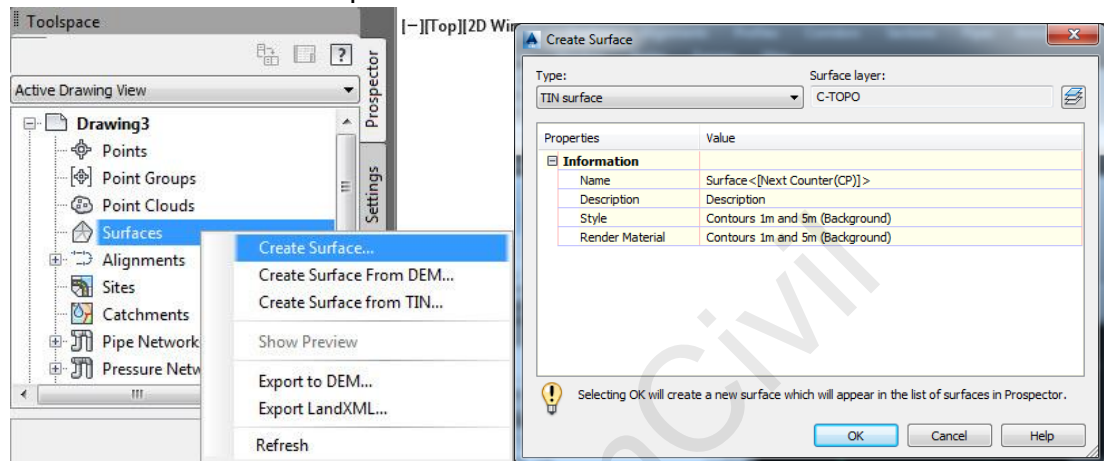 Toolspace
[−][Top][2D Wir
Active Drawing View
Prospector
Settings
Drawing3
Points
Point Groups
Point Clouds
Surfaces
Alignments
Sites
Catchments
Pipe Network
Pressure Netw
Create Surface...
Create Surface From DEM...
Create Surface from TIN...
Show Preview
Export to DEM...
Export LandXML...
Refresh
Create Surface
Type:
Surface layer:
TIN surface
C-TOPO
Properties Value
Information
Name Surface<[Next Counter(CP)]>
Description Description
Style Contours 1m and 5m (Background)
Render Material Contours 1m and 5m (Background)
Selecting OK will create a new surface which will appear in the list of surfaces in Prospector.
OK Cancel Help